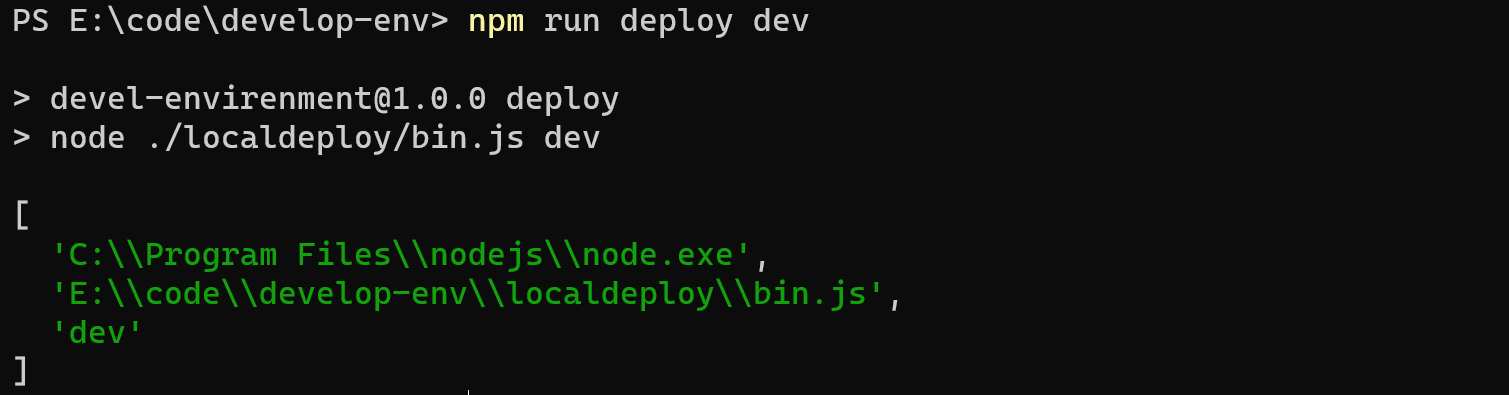 PS E:\code\develop-env> npm run deploy dev
> devel-envirenment@1.0.0 deploy
> node ./localdeploy/bin.js dev
[
  'C:\\Program Files\\nodejs\\node.exe',
  'E:\\code\\develop-env\\localdeploy\\bin.js',
  'dev'
]